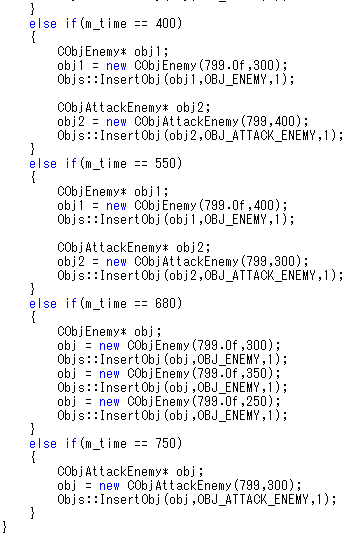 }
else if(m_time == 400)
{
CObjEnemy* obj1;
obj1 = new CObjEnemy(799.0f,300);
Objs::InsertObj(obj1,OBJ_ENEMY,1);
CObjAttackEnemy* obj2;
obj2 = new CObjAttackEnemy(799,400);
Objs::InsertObj(obj2,OBJ_ATTACK_ENEMY,1);
}
else if(m_time == 550)
{
CObjEnemy* obj1;
obj1 = new CObjEnemy(799.0f,400);
Objs::InsertObj(obj1,OBJ_ENEMY,1);
CObjAttackEnemy* obj2;
obj2 = new CObjAttackEnemy(799,300);
Objs::InsertObj(obj2,OBJ_ATTACK_ENEMY,1);
}
else if(m_time == 680)
{
CObjEnemy* obj;
obj = new CObjEnemy(799.0f,300);
Objs::InsertObj(obj,OBJ_ENEMY,1);
obj = new CObjEnemy(799.0f,350);
Objs::InsertObj(obj,OBJ_ENEMY,1);
obj = new CObjEnemy(799.0f,250);
Objs::InsertObj(obj,OBJ_ENEMY,1);
}
else if(m_time == 750)
{
CObjAttackEnemy* obj;
obj = new CObjAttackEnemy(799,300);
Objs::InsertObj(obj,OBJ_ATTACK_ENEMY,1);
}
}